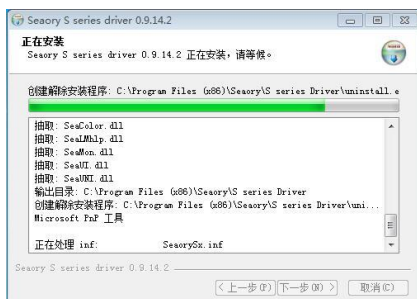 Seaory S series driver 0.9.14.2
正在安装
Seaory S series driver 0.9.14.2 正在安装，请等候。
创建解除安装程序: C:\Program Files (x86)\Seaory\S series Driver\uninstall.e
抽取: SeaColor.dll
抽取: SeaLMhlp.dll
抽取: SeaMon.dll
抽取: SeaUI.dll
抽取: SeaUNI.dll
输出目录: C:\Program Files (x86)\Seaory\S series Driver
创建解除安装程序: C:\Program Files (x86)\Seaory\S series Driver\uni...
Microsoft PnP 工具
正在处理 inf: SeaorySx.inf
Seaory S series driver 0.9.14.2
< 上一步(P) 下一步(N) > 取消(C)